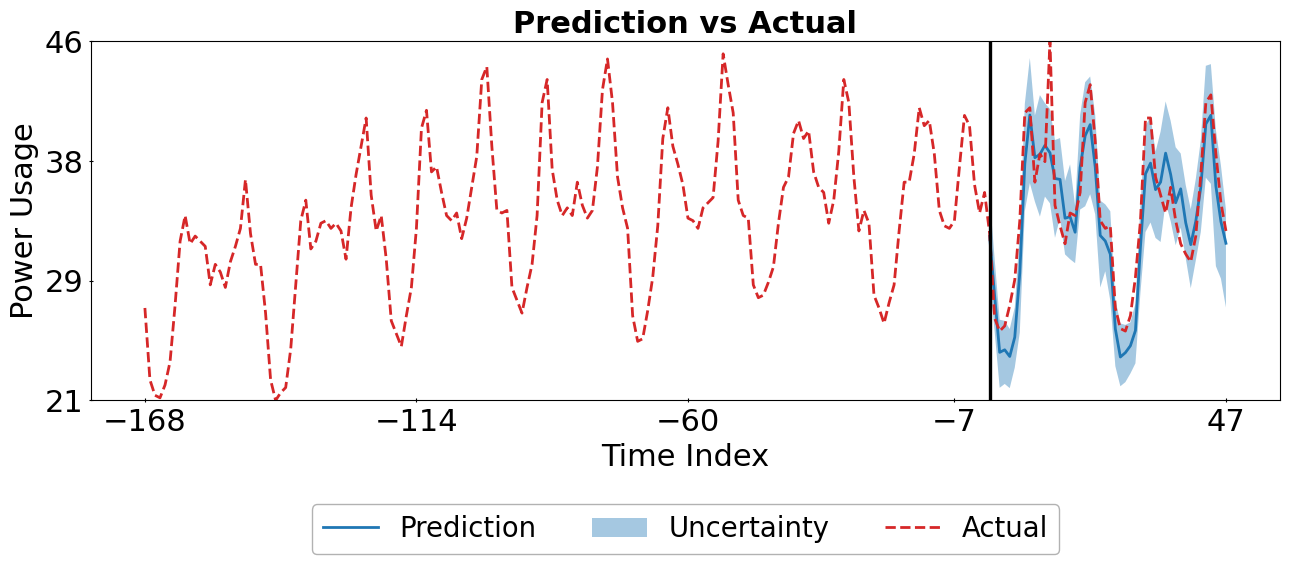 Prediction vs Actual
46
38
29
21
Power Usage
−168 −114 −60 −7 47
Time Index
Prediction Uncertainty Actual